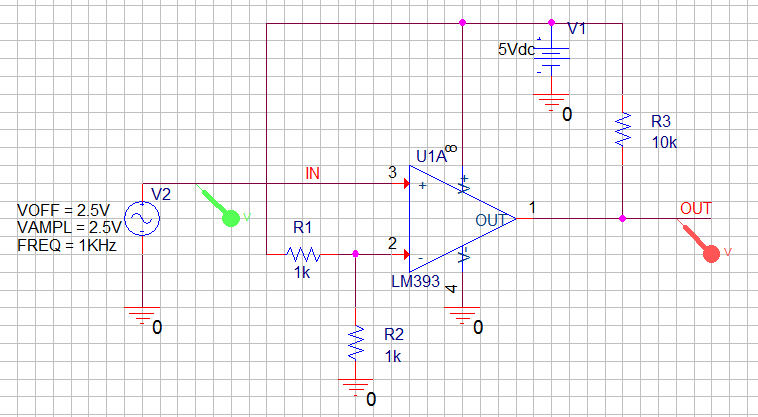 V1
5Vdc
0
R3
10k
U1A
8
IN
3
+
V+
V2
VOFF = 2.5V
VAMPL = 2.5V
FREQ = 1KHz
V
OUT
1
OUT
V
R1
1k
2
-
V-
LM393
4
0
0
R2
1k
0